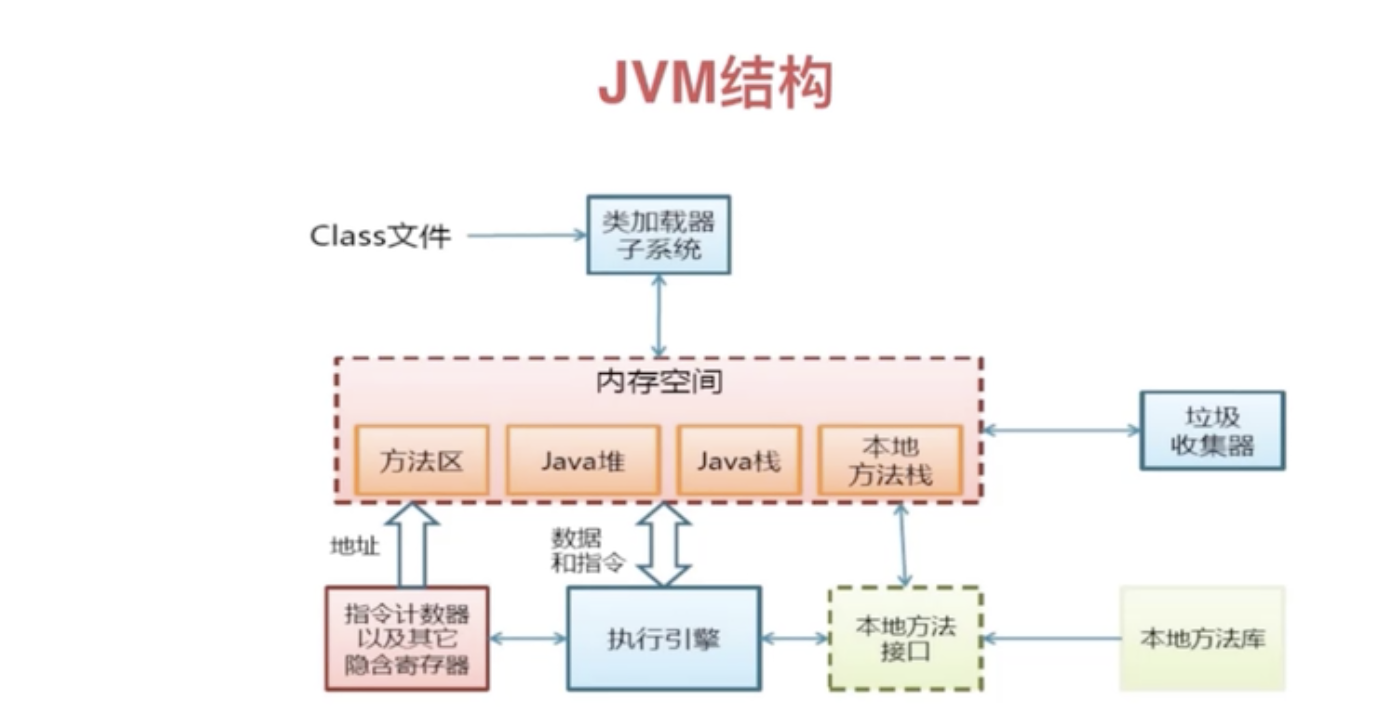 JVM结构
Class文件
类加载器
子系统
内存空间
方法区
Java堆
Java栈
本地
方法栈
垃圾
收集器
地址
数据
和指令
指令计数器
以及其它
隐含寄存器
执行引擎
本地方法
接口
本地方法库